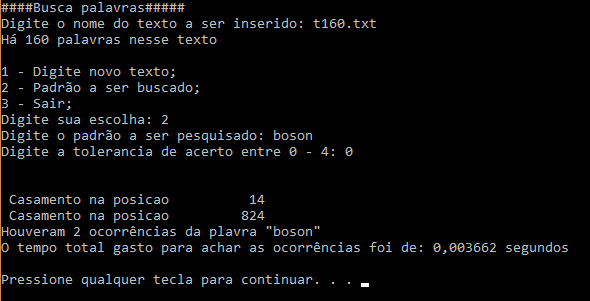 ####Busca palavras#####
Digite o nome do texto a ser inserido: t160.txt
Há 160 palavras nesse texto
1 - Digite novo texto;
2 - Padrão a ser buscado;
3 - Sair;
Digite sua escolha: 2
Digite o padrão a ser pesquisado: boson
Digite a tolerancia de acerto entre 0 - 4: 0
Casamento na posicao 14
Casamento na posicao 824
Houveram 2 ocorrências da plavra "boson"
O tempo total gasto para achar as ocorrências foi de: 0,003662 segundos
Pressione qualquer tecla para continuar. . .